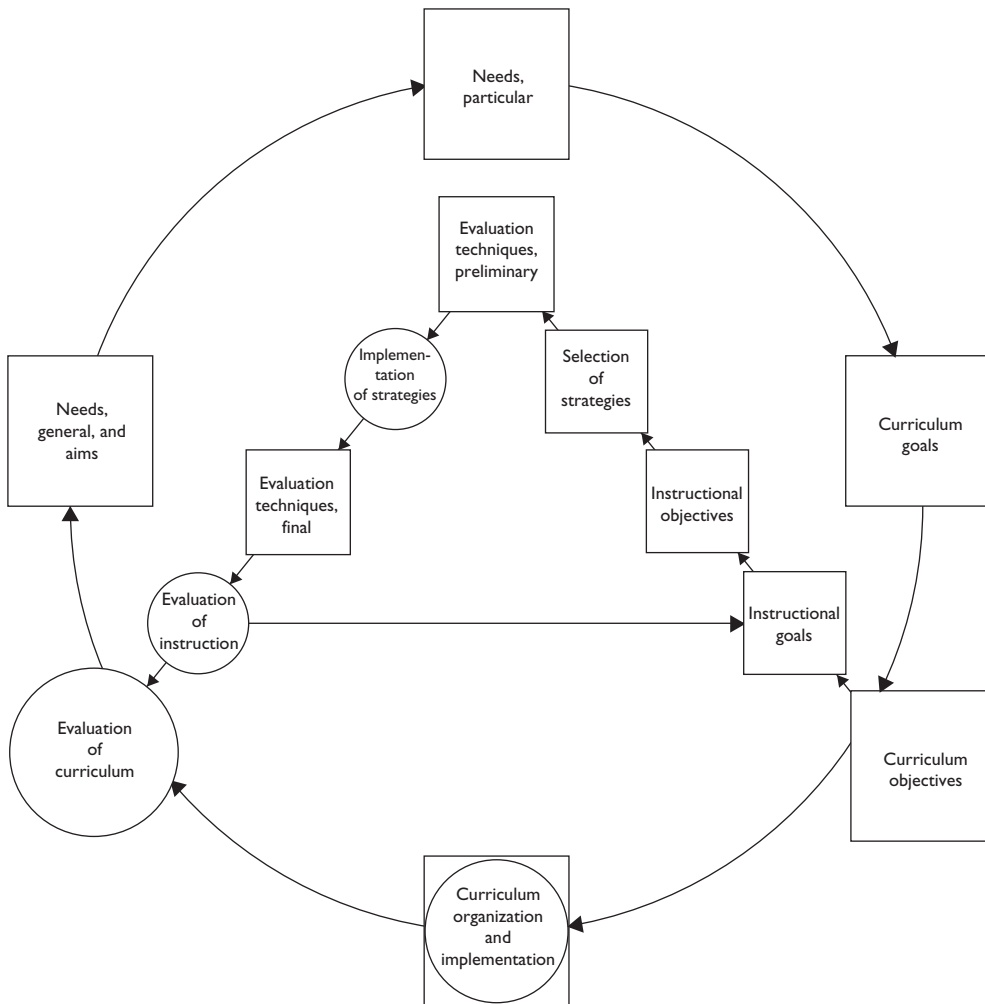 Needs,
particular
Evaluation
techniques,
preliminary
Implemen-
tation
of strategies
Selection
of
strategies
Needs,
general, and
aims
Curriculum
goals
Evaluation
techniques,
final
Instructional
objectives
Evaluation
of
instruction
Instructional
goals
Evaluation
of
curriculum
Curriculum
objectives
Curriculum
organization
and
implementation